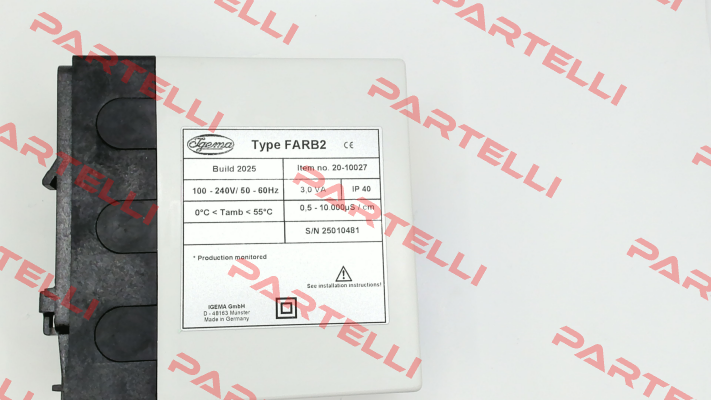 Igema Type FARB2 CE
Build 2025 Item no. 20-10027
100 - 240V/ 50 - 60Hz 3,0 VA IP 40
0°C < Tamb < 55°C 0,5 - 10.000µS / cm
S/N 25010481
* Production monitored
See installation instructions!
IGEMA GmbH
D - 48163 Münster
Made in Germany
PARTELLI
PARTELLI
PARTELLI
PARTELLI
PARTELLI
PARTELLI
PARTELLI
PARTELLI
PARTELLI